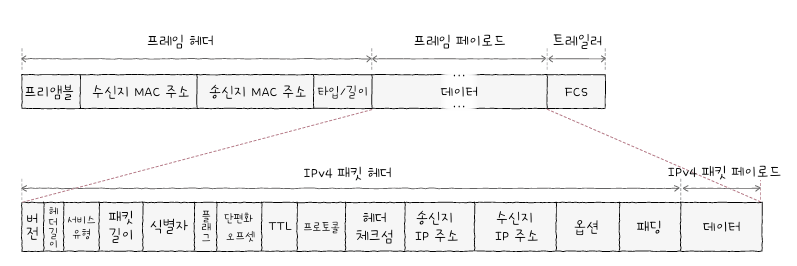 프레임 헤더
프레임 페이로드
트레일러
프리앰블
수신지 MAC 주소
송신지 MAC 주소
타입/길이
...
데이터
...
FCS
IPv4 패킷 헤더
IPv4 패킷 페이로드
버
전
헤
더
길
이
서비스
유형
패킷
길이
식별자
플
래
그
단편화
오프셋
TTL
프로토콜
헤더
체크섬
송신지
IP 주소
수신지
IP 주소
옵션
패딩
데이터